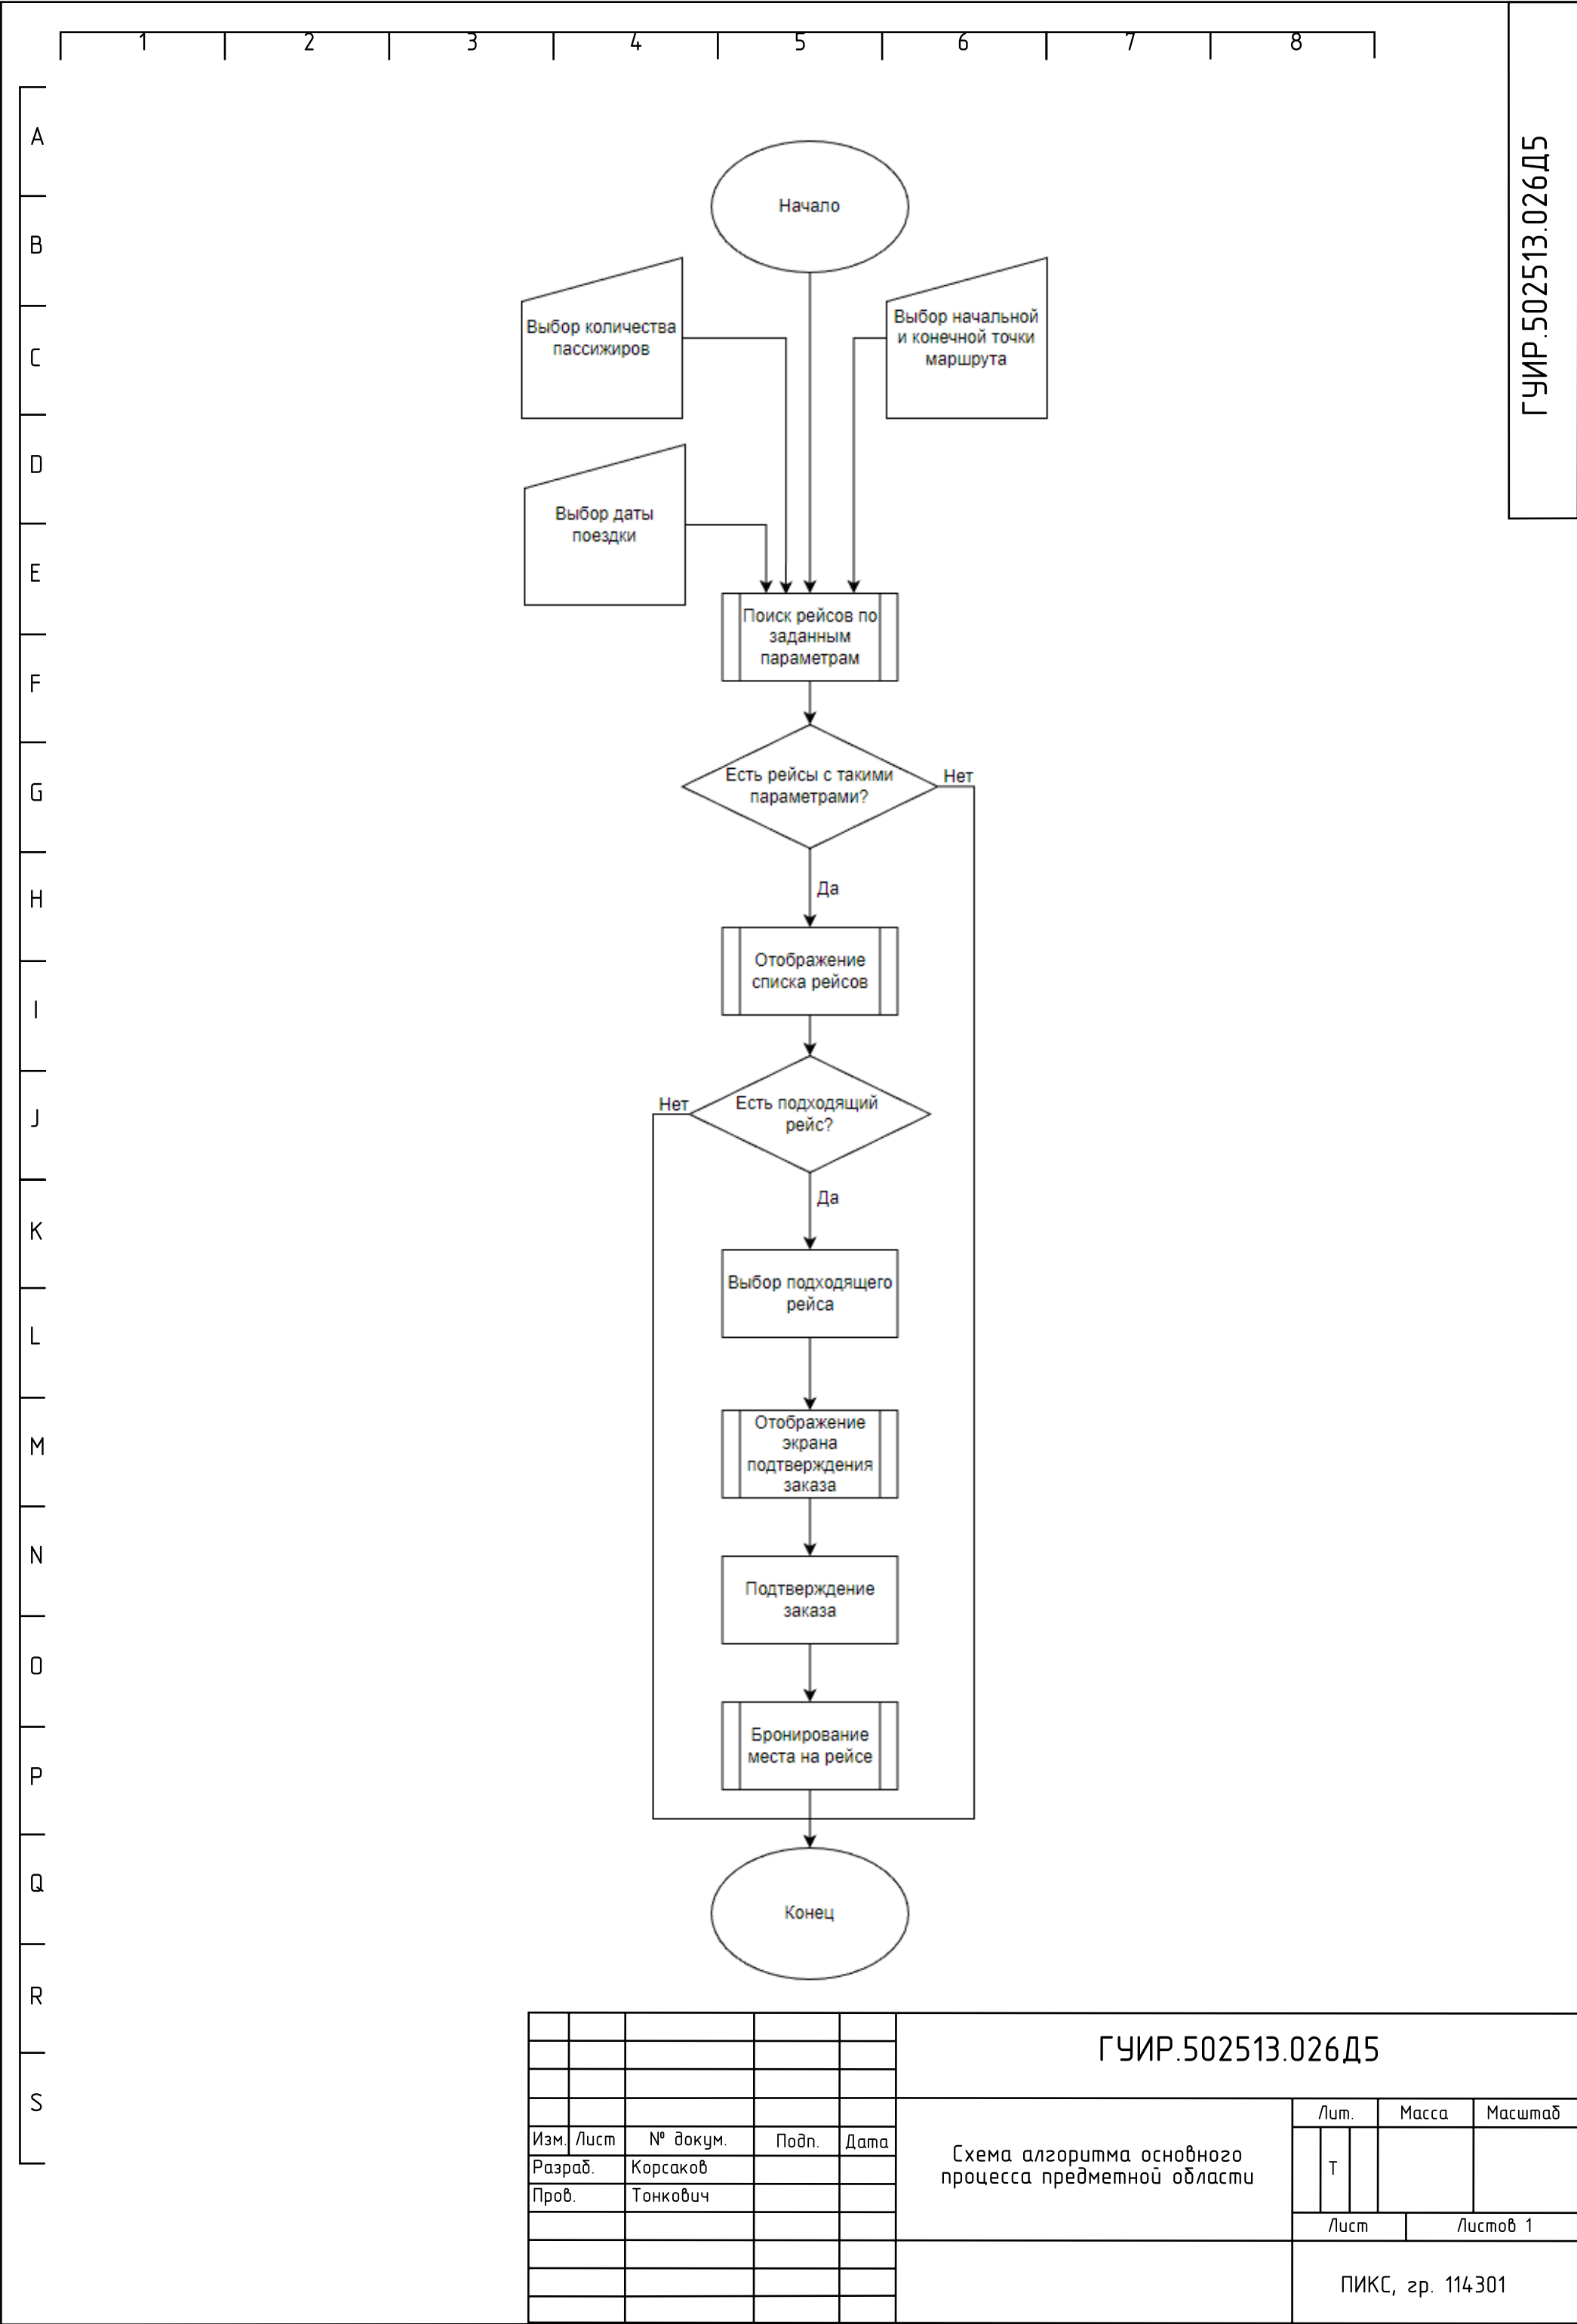 1 2 3 4 5 6 7 8
A
B
C
D
E
F
G
H
I
J
K
L
M
N
O
P
Q
R
S
ГУИР.502513.026Д5
Начало
Выбор количества
пассижиров
Выбор начальной
и конечной точки
маршрута
Выбор даты
поездки
Поиск рейсов по
заданным
параметрам
Есть рейсы с такими
параметрами?
Нет
Да
Отображение
списка рейсов
Есть подходящий
рейс?
Нет
Да
Выбор подходящего
рейса
Отображение
экрана
подтверждения
заказа
Подтверждение
заказа
Бронирование
места на рейсе
Конец
ГУИР.502513.026Д5
Изм. Лист № докум. Подп. Дата
Разраб. Корсаков
Пров. Тонкович
Схема алгоритма основного
процесса предметной области
Лит. Масса Масштаб
Т
Лист Листов 1
ПИКС, гр. 114301